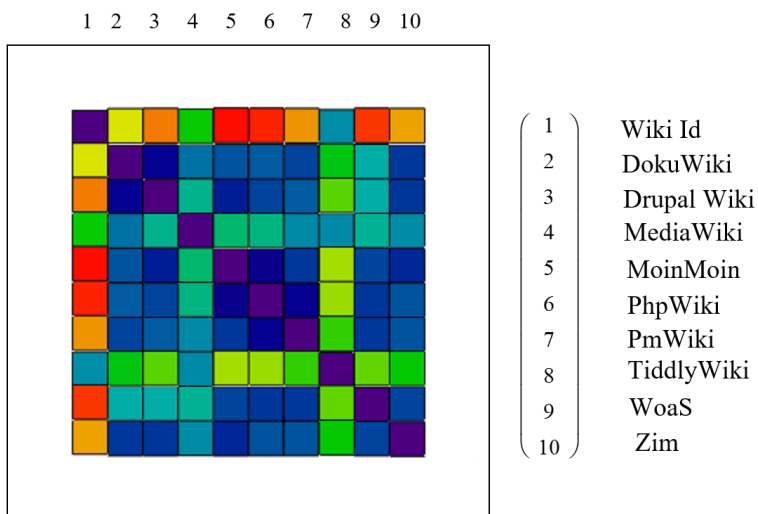 1 2 3 4 5 6 7 8 9 10
1 Wiki Id
2 DokuWiki
3 Drupal Wiki
4 MediaWiki
5 MoinMoin
6 PhpWiki
7 PmWiki
8 TiddlyWiki
9 WoaS
10 Zim